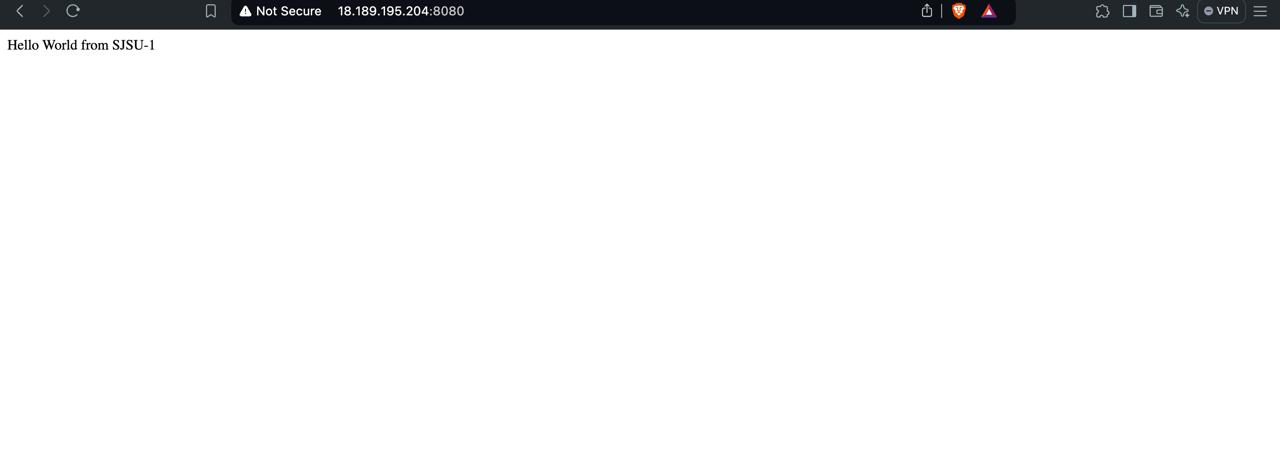 Not Secure 18.189.195.204:8080 VPN
Hello World from SJSU-1